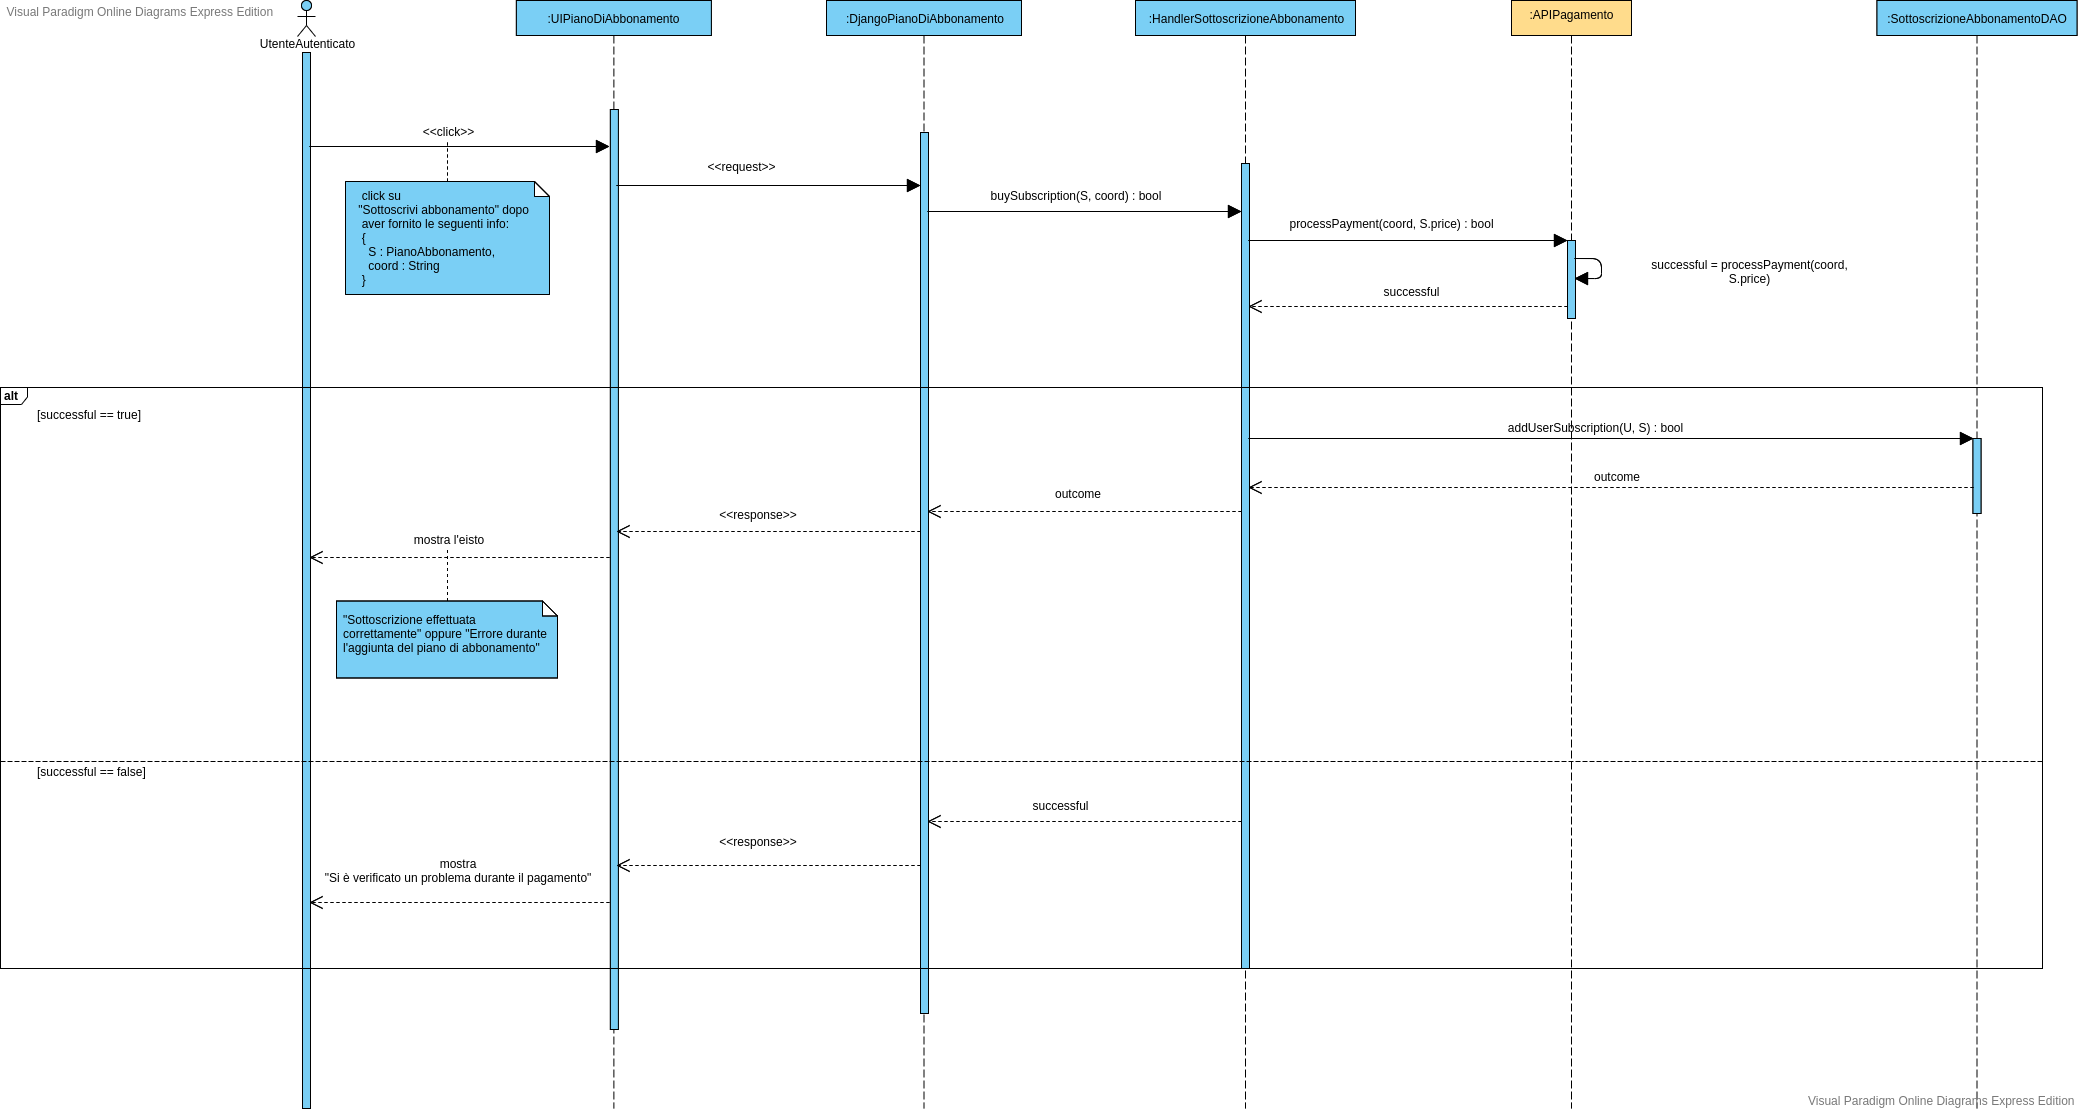 Visual Paradigm Online Diagrams Express Edition
UtenteAutenticato
:UIPianoDiAbbonamento
:DjangoPianoDiAbbonamento
:HandlerSottoscrizioneAbbonamento
:APIPagamento
:SottoscrizioneAbbonamentoDAO
<<click>>
click su
"Sottoscrivi abbonamento" dopo
aver fornito le seguenti info:
{
S : PianoAbbonamento,
coord : String
}
<<request>>
buySubscription(S, coord) : bool
processPayment(coord, S.price) : bool
successful = processPayment(coord,
S.price)
successful
alt
[successful == true]
addUserSubscription(U, S) : bool
outcome
outcome
<<response>>
mostra l'eisto
"Sottoscrizione effettuata
correttamente" oppure "Errore durante
l'aggiunta del piano di abbonamento"
[successful == false]
successful
<<response>>
mostra
"Si è verificato un problema durante il pagamento"
Visual Paradigm Online Diagrams Express Edition